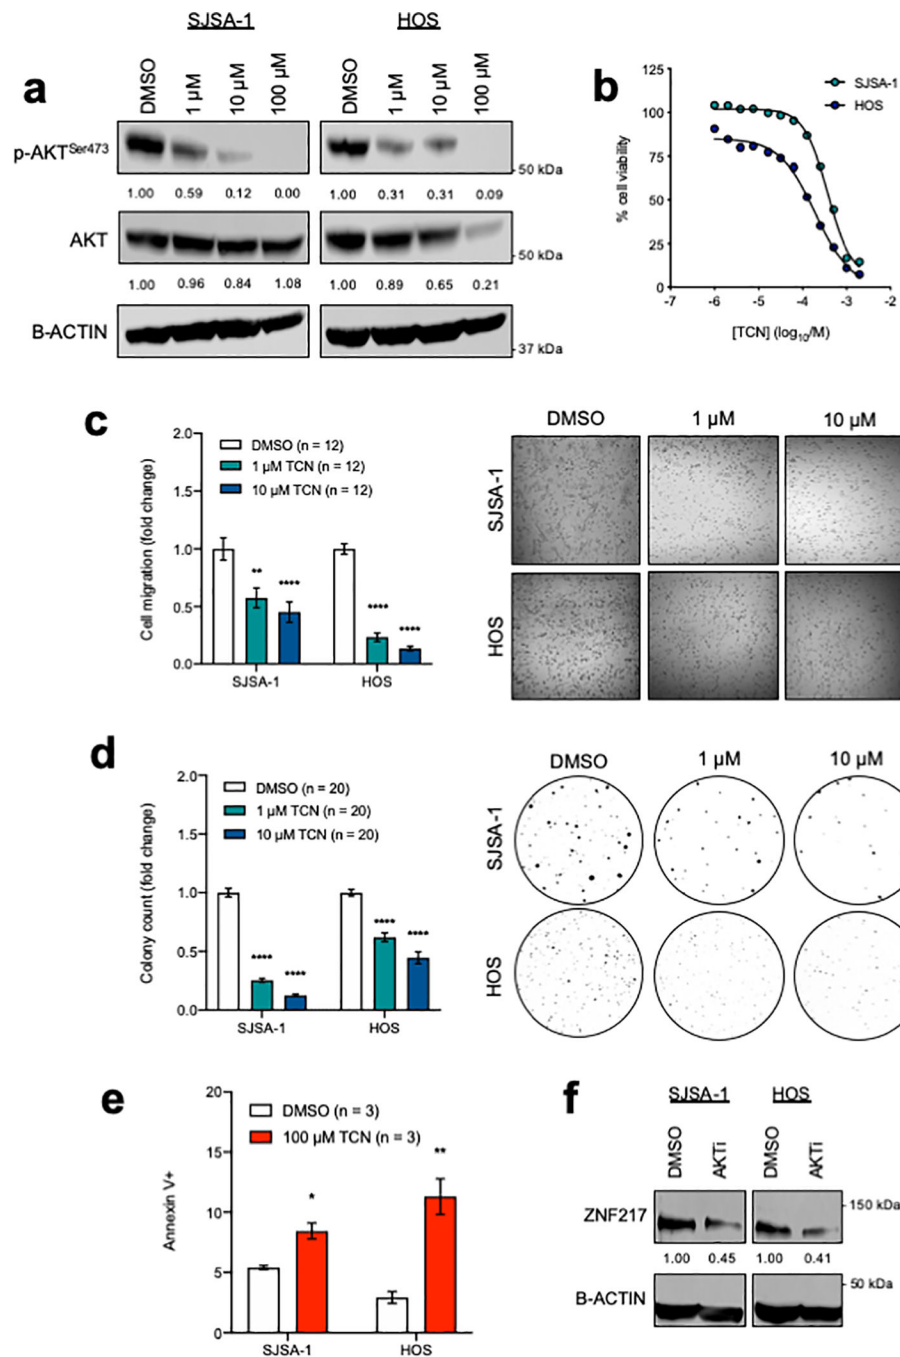 SJSA-1 HOS
a
DMSO 1 µM 10 µM 100 µM DMSO 1 µM 10 µM 100 µM
p-AKTSer473
50 kDa
1.00 0.59 0.12 0.00 1.00 0.31 0.31 0.09
AKT
50 kDa
1.00 0.96 0.84 1.08 1.00 0.89 0.65 0.21
B-ACTIN
37 kDa
b
125
100
75
50
25
0
% cell viability
SJSA-1
HOS
-7 -6 -5 -4 -3 -2
[TCN] (log10/M)
c
2.0
1.5
1.0
0.5
0.0
Cell migration (fold change)
DMSO (n = 12)
1 µM TCN (n = 12)
10 µM TCN (n = 12)
** **** **** ****
SJSA-1 HOS
DMSO 1 µM 10 µM
SJSA-1
HOS
d
2.0
1.5
1.0
0.5
0.0
Colony count (fold change)
DMSO (n = 20)
1 µM TCN (n = 20)
10 µM TCN (n = 20)
**** **** **** ****
SJSA-1 HOS
DMSO 1 µM 10 µM
SJSA-1
HOS
e
20
15
10
5
0
Annexin V+
DMSO (n = 3)
100 µM TCN (n = 3)
* **
SJSA-1 HOS
f
SJSA-1 HOS
DMSO AKTi DMSO AKTi
ZNF217
150 kDa
1.00 0.45 1.00 0.41
50 kDa
B-ACTIN